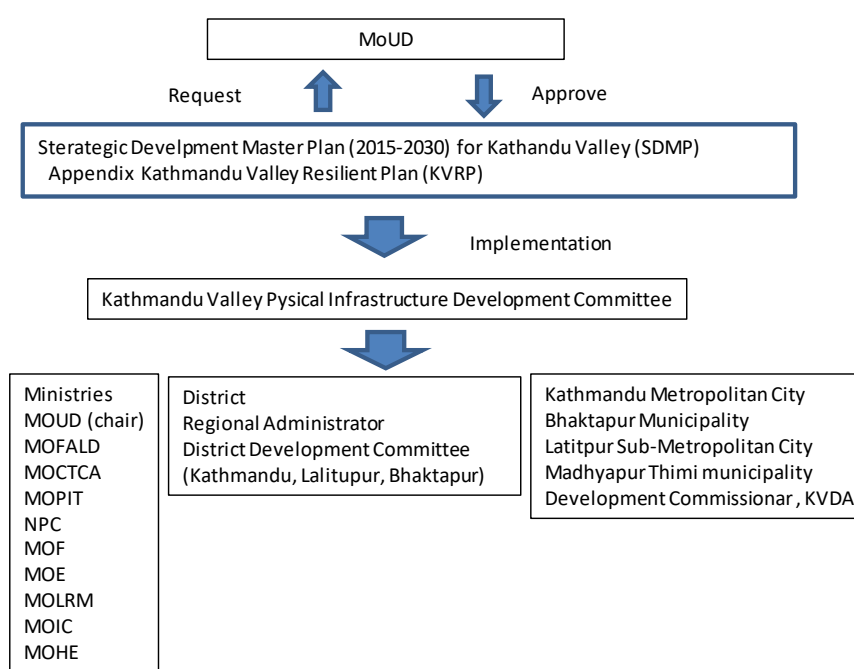 MoUD
Request
Approve
Sterategic Develpment Master Plan (2015-2030) for Kathandu Valley (SDMP)
Appendix Kathmandu Valley Resilient Plan (KVRP)
Implementation
Kathmandu Valley Pysical Infrastructure Development Committee
Ministries
MOUD (chair)
MOFALD
MOCTCA
MOPIT
NPC
MOF
MOE
MOLRM
MOIC
MOHE
District
Regional Administrator
District Development Committee
(Kathmandu, Lalitupur, Bhaktapur)
Kathmandu Metropolitan City
Bhaktapur Municipality
Latitpur Sub-Metropolitan City
Madhyapur Thimi municipality
Development Commissionar , KVDA